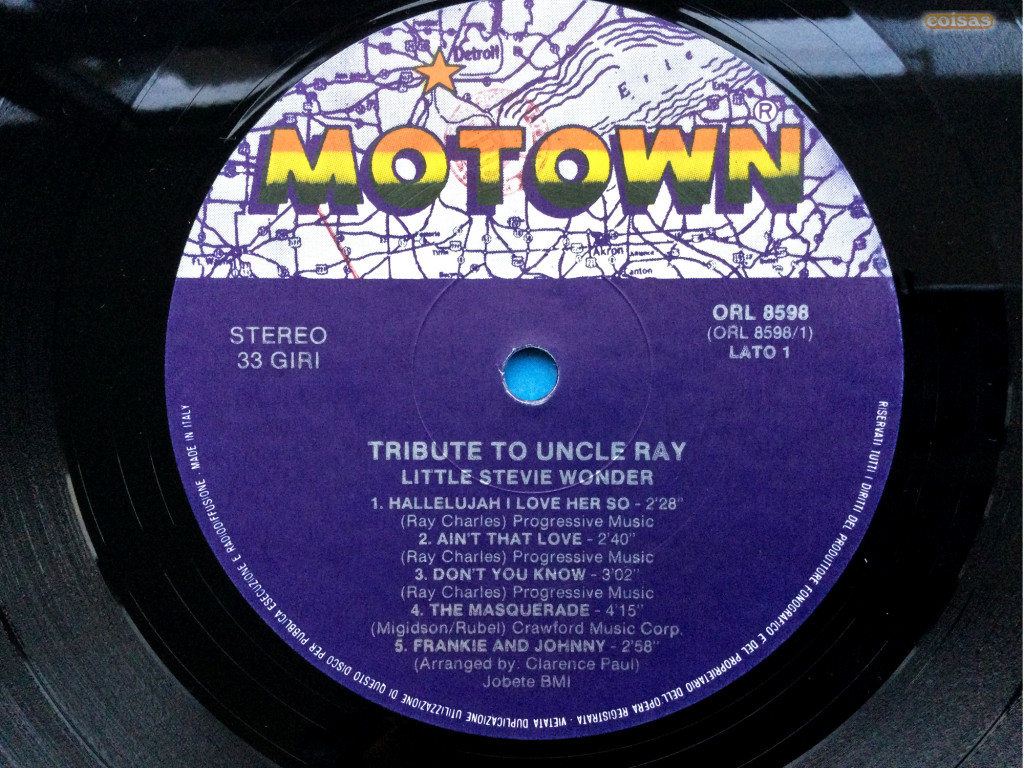 coisas
Detroit
Erie
MOTOWN®
Akron
anton
STEREO
33 GIRI
ORL 8598
(ORL 8598/1)
LATO 1
TRIBUTE TO UNCLE RAY
LITTLE STEVIE WONDER
1. HALLELUJAH I LOVE HER SO - 2'28"
(Ray Charles) Progressive Music
2. AIN'T THAT LOVE - 2'40"
(Ray Charles) Progressive Music
3. DON'T YOU KNOW - 3'02"
(Ray Charles) Progressive Music
4. THE MASQUERADE - 4'15"
(Migidson/Rubel) Crawford Music Corp.
5. FRANKIE AND JOHNNY - 2'58"
(Arranged by: Clarence Paul)
Jobete BMI
RISERVATI TUTTI I DIRITTI DEL PRODUTTORE FONOGRAFICO E DEL PROPRIETARIO DELL'OPERA REGISTRATA · VIETATA DUPLICAZIONE UTILIZZAZIONE DI QUESTO DISCO PER PUBBLICA ESECUZIONE E RADIODIFFUSIONE · MADE IN ITALY